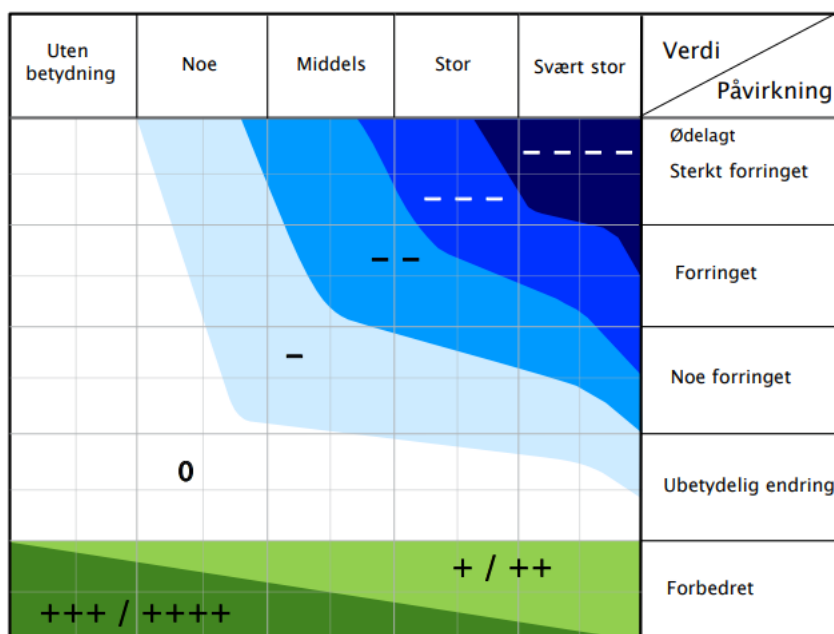 Uten
betydning
Noe
Middels
Stor
Svært stor
Verdi
Påvirkning
Ødelagt
Sterkt forringet
– – – –
– – –
Forringet
– –
Noe forringet
–
Ubetydelig endring
0
Forbedret
+ / ++
+++ / ++++